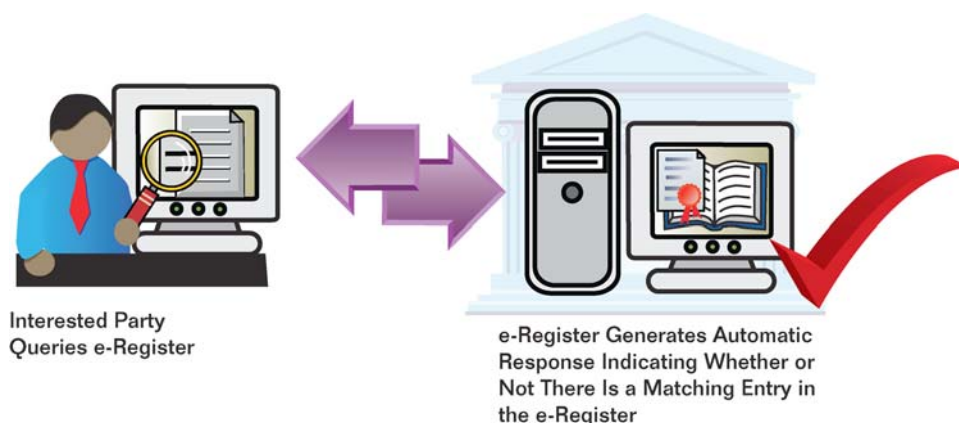 Interested Party
Queries e-Register
e-Register Generates Automatic
Response Indicating Whether or
Not There Is a Matching Entry in
the e-Register